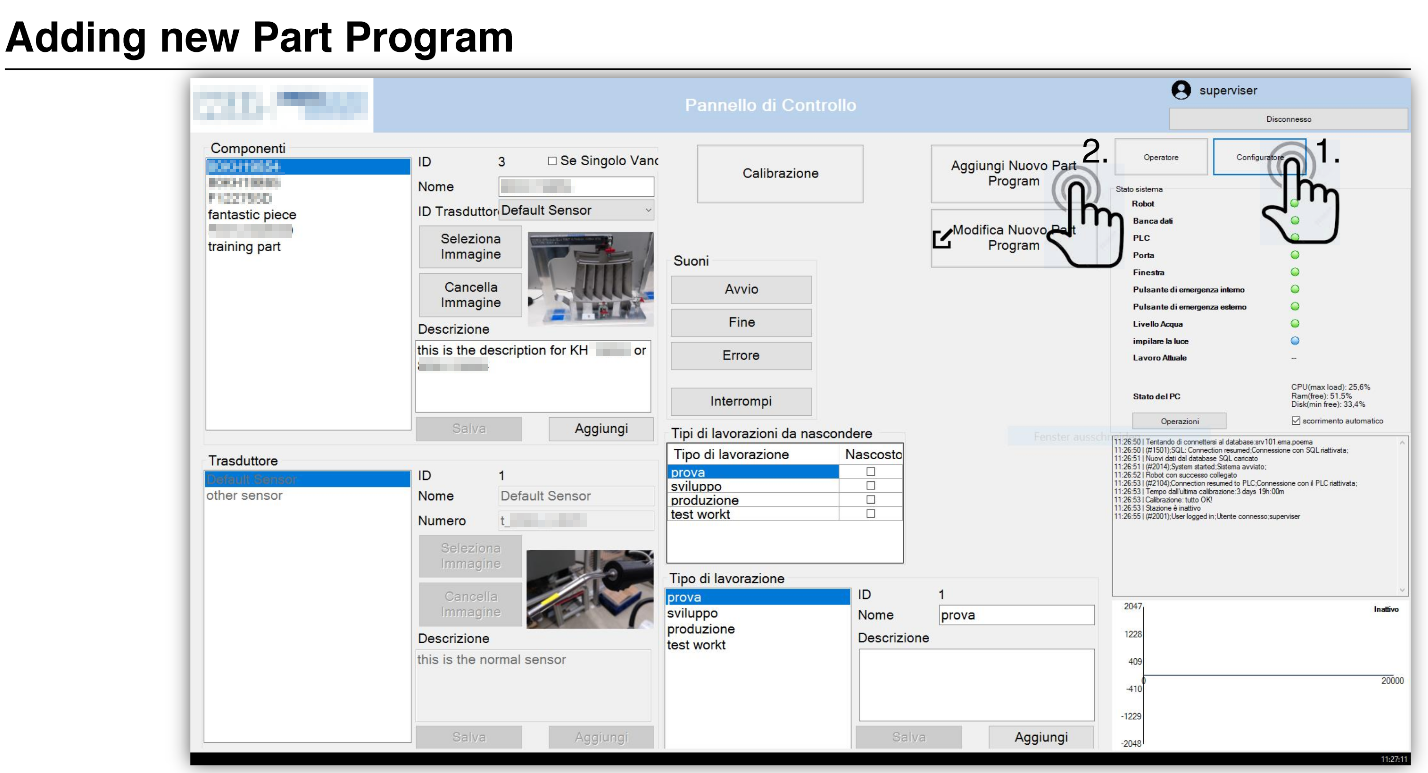 Adding new Part Program
Pannello di Controllo
superviser
Disconnesso
Componenti
fantastic piece
training part
ID
3
Se Singolo Vano
Nome
ID Trasduttore
Default Sensor
Seleziona
Immagine
Cancella
Immagine
Descrizione
this is the description for KH
or
Salva
Aggiungi
Trasduttore
Default Sensor
other sensor
ID
1
Nome
Default Sensor
Numero
t_
Seleziona
Immagine
Cancella
Immagine
Descrizione
this is the normal sensor
Salva
Aggiungi
Calibrazione
Aggiungi Nuovo Part
Program
2.
Modifica Nuovo Part
Program
Suoni
Avvio
Fine
Errore
Interrompi
Tipi di lavorazioni da nascondere
Tipo di lavorazione
Nascosto
prova
sviluppo
produzione
test workt
Tipo di lavorazione
prova
sviluppo
produzione
test workt
ID
1
Nome
prova
Descrizione
Salva
Aggiungi
Operatore
Configuratore
1.
Stato sistema
Robot
Banca dati
PLC
Porta
Finestra
Pulsante di emergenza interno
Pulsante di emergenza esterno
Livello Acqua
impilare la luce
Lavoro Attuale
--
Stato del PC
CPU(max load): 25,6%
Ram(free): 51.5%
Disk(min free): 33,4%
Operazioni
scorrimento automatico
11:26:50 | Tentando di connettersi al database:srv101.ema.poema
11:26:50 | (#1501);SQL: Connection resumed;Connessione con SQL riattivata;
11:26:51 | Nuovi dati dal database SQL caricato
11:26:51 | (#2014);System started;Sistema avviato;
11:26:52 | Robot con successo collegato
11:26:53 | (#2104);Connection resumed to PLC;Connessione con il PLC riattivata;
11:26:53 | Tempo dall'ultima calibrazione:3 days 19h:00m
11:26:53 | Calibrazione: tutto OK!
11:26:53 | Stazione è inattivo
11:26:55 | (#2001);User logged in;Utente connesso;superviser
2047
1228
409
0
-410
-1229
-2048
20000
Inattivo
11:27:11